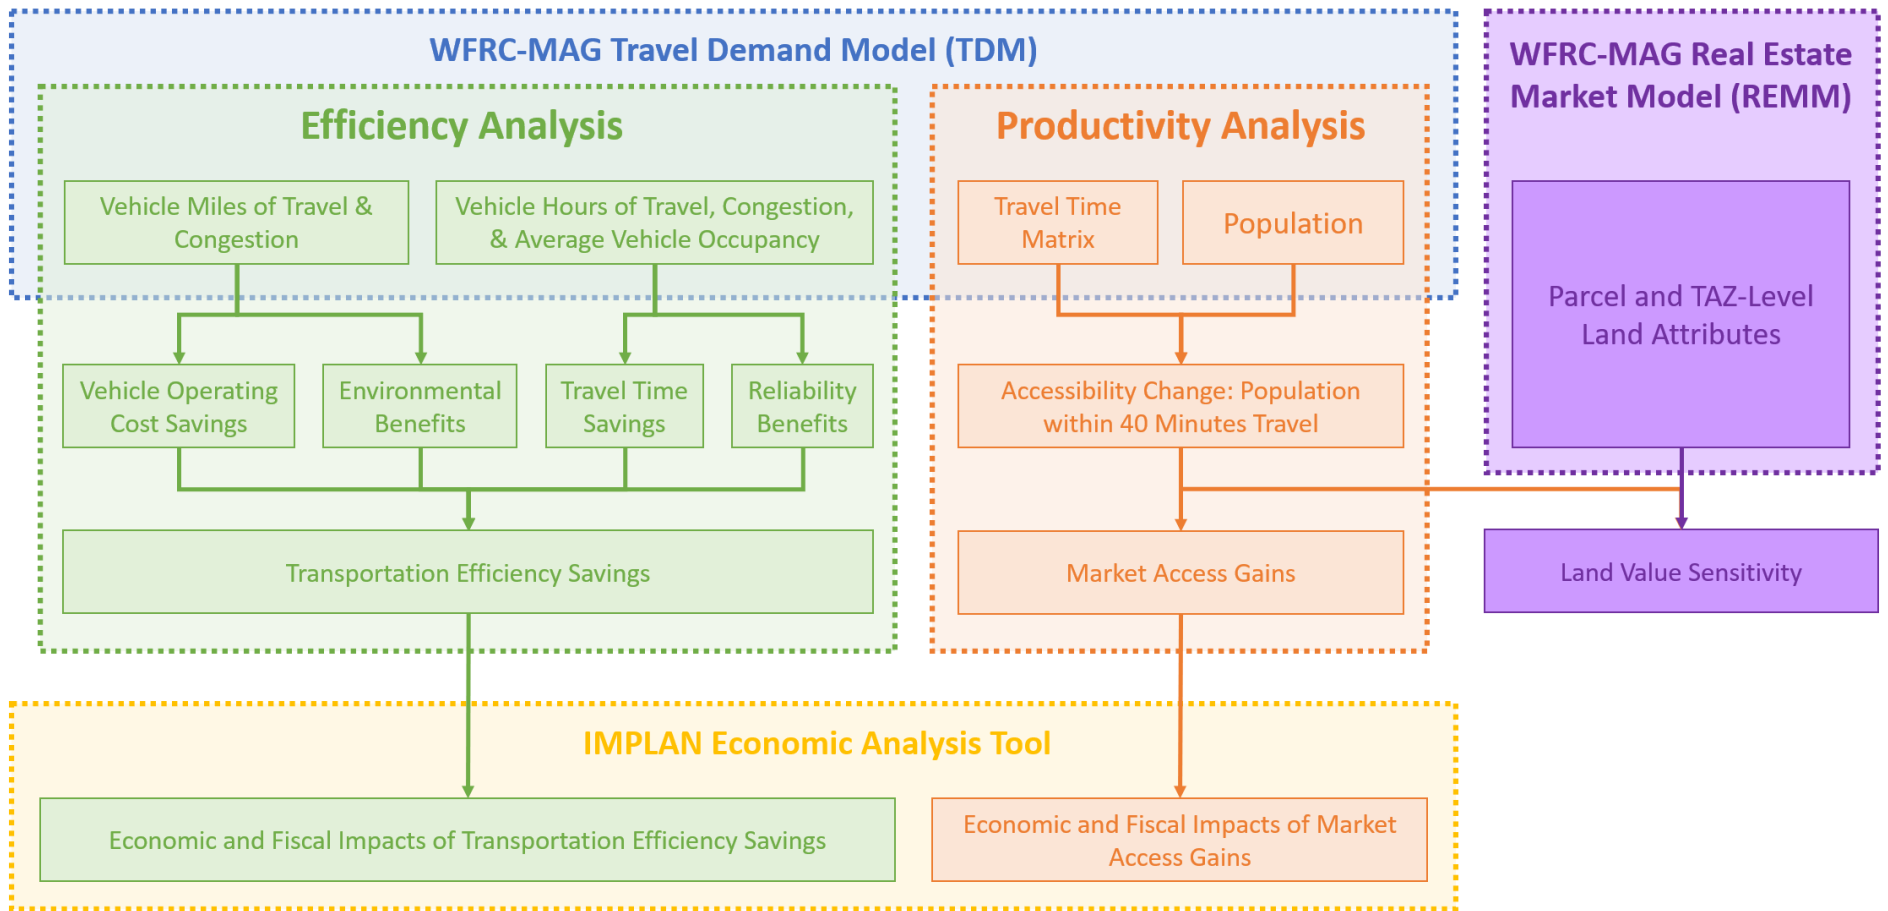 WFRC-MAG Travel Demand Model (TDM)
WFRC-MAG Real Estate
Market Model (REMM)
Efficiency Analysis
Productivity Analysis
Vehicle Miles of Travel &
Congestion
Vehicle Hours of Travel, Congestion,
& Average Vehicle Occupancy
Travel Time
Matrix
Population
Parcel and TAZ-Level
Land Attributes
Vehicle Operating
Cost Savings
Environmental
Benefits
Travel Time
Savings
Reliability
Benefits
Accessibility Change: Population
within 40 Minutes Travel
Transportation Efficiency Savings
Market Access Gains
Land Value Sensitivity
IMPLAN Economic Analysis Tool
Economic and Fiscal Impacts of Transportation Efficiency Savings
Economic and Fiscal Impacts of Market
Access Gains